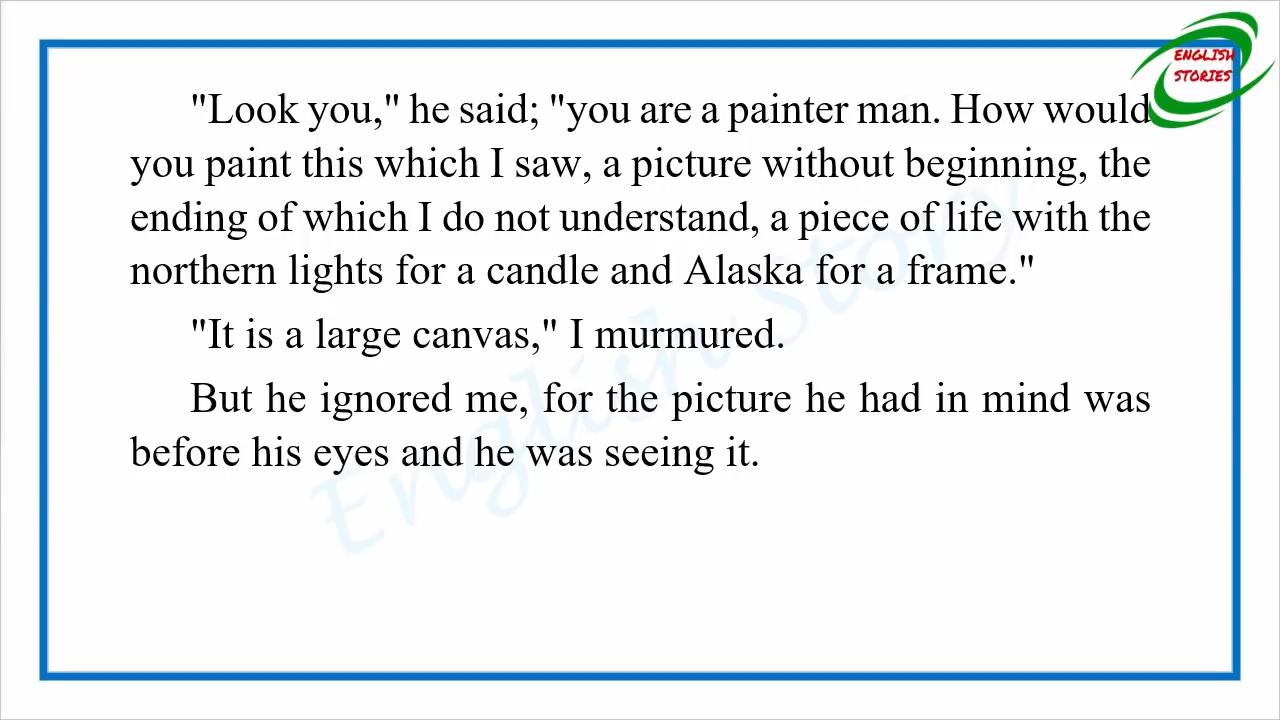 ENGLISH
STORIES
"Look you," he said; "you are a painter man. How would
you paint this which I saw, a picture without beginning, the
ending of which I do not understand, a piece of life with the
northern lights for a candle and Alaska for a frame."
"It is a large canvas," I murmured.
But he ignored me, for the picture he had in mind was
before his eyes and he was seeing it.
English Story